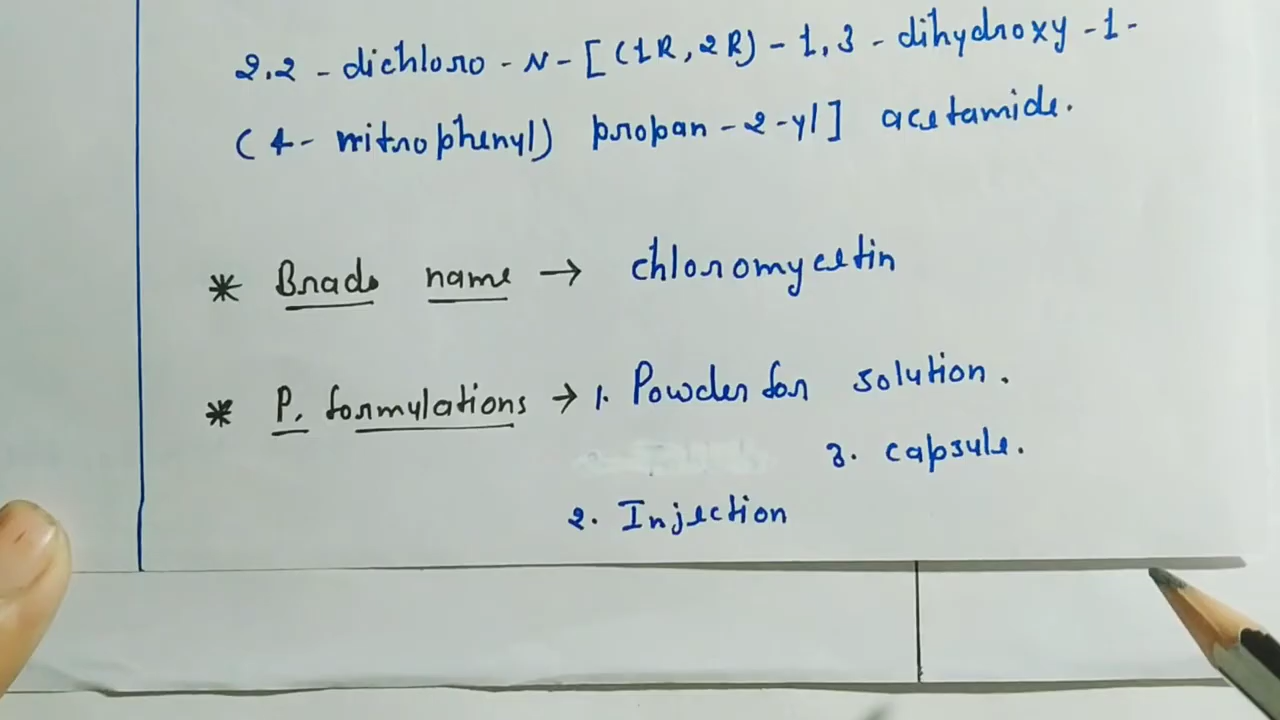 2.2 - dichloro - N - [ (1R, 2R) - 1,3 - dihydroxy - 1 -
(4 - nitrophenyl) propan - 2 - yl ] acetamide.
* Brads name → chloromycetin
* P. formulations → 1. Powder for solution.
3. capsule.
2. Injection